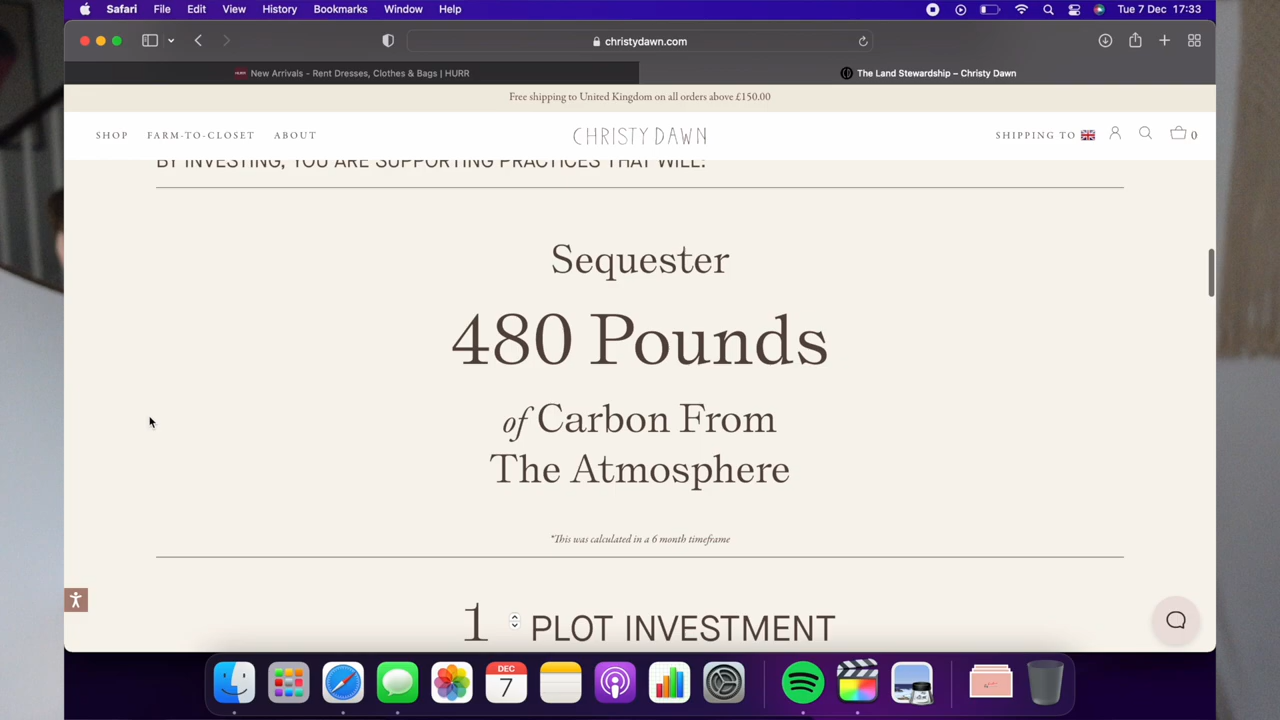 Safari File Edit View History Bookmarks Window Help Tue 7 Dec 17:33
christydawn.com
HURR New Arrivals - Rent Dresses, Clothes & Bags | HURR
The Land Stewardship – Christy Dawn
Free shipping to United Kingdom on all orders above £150.00
SHOP FARM-TO-CLOSET ABOUT CHRISTY DAWN SHIPPING TO 0
BY INVESTING, YOU ARE SUPPORTING PRACTICES THAT WILL:
Sequester
480 Pounds
of Carbon From
The Atmosphere
*This was calculated in a 6 month timeframe
1 PLOT INVESTMENT
DEC
7